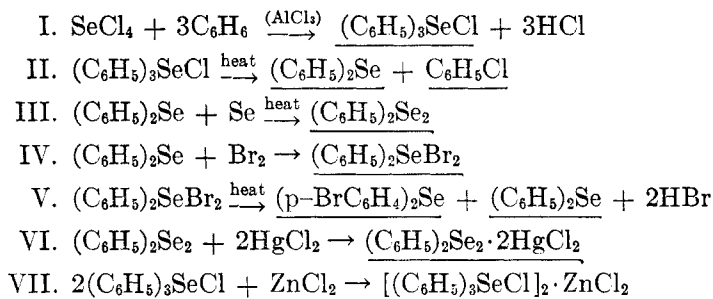 I. SeCl₄ + 3C₆H₆ (AlCl₃)⟶ (C₆H₅)₃SeCl + 3HCl
II. (C₆H₅)₃SeCl heat⟶ (C₆H₅)₂Se + C₆H₅Cl
III. (C₆H₅)₂Se + Se heat⟶ (C₆H₅)₂Se₂
IV. (C₆H₅)₂Se + Br₂ → (C₆H₅)₂SeBr₂
V. (C₆H₅)₂SeBr₂ heat⟶ (p–BrC₆H₄)₂Se + (C₆H₅)₂Se + 2HBr
VI. (C₆H₅)₂Se₂ + 2HgCl₂ → (C₆H₅)₂Se₂·2HgCl₂
VII. 2(C₆H₅)₃SeCl + ZnCl₂ → [(C₆H₅)₃SeCl]₂·ZnCl₂